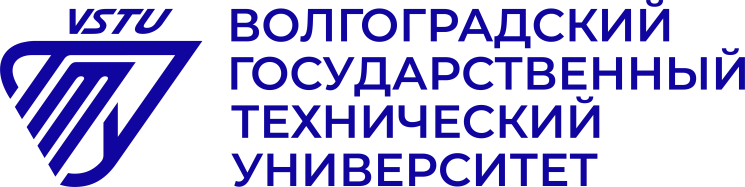 VSTU
ВОЛГОГРАДСКИЙ
ГОСУДАРСТВЕННЫЙ
ТЕХНИЧЕСКИЙ
УНИВЕРСИТЕТ